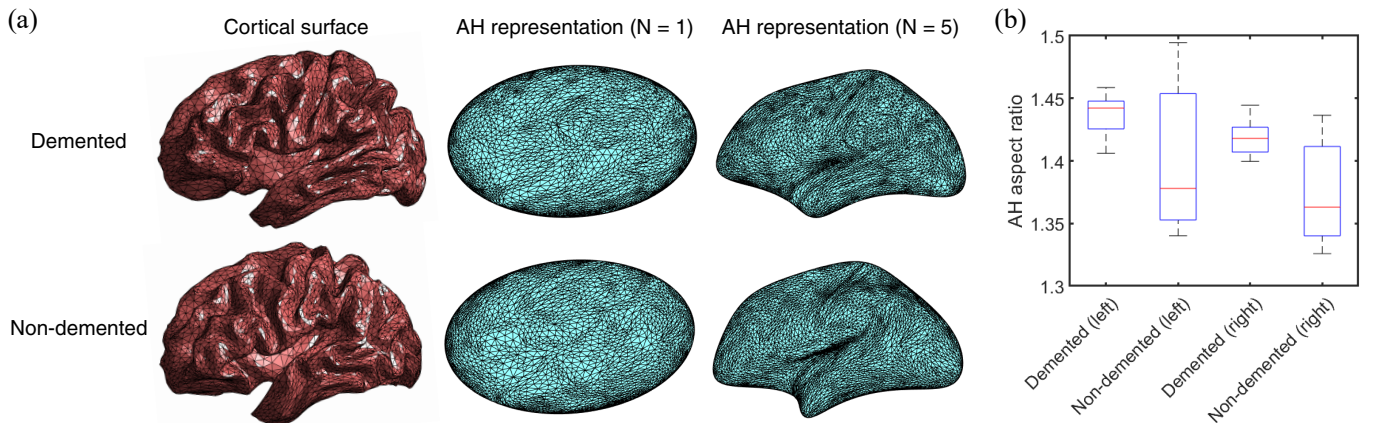 (a)
Cortical surface
AH representation (N = 1)
AH representation (N = 5)
Demented
Non-demented
(b)
AH aspect ratio
1.5
1.45
1.4
1.35
1.3
Demented (left)
Non-demented (left)
Demented (right)
Non-demented (right)